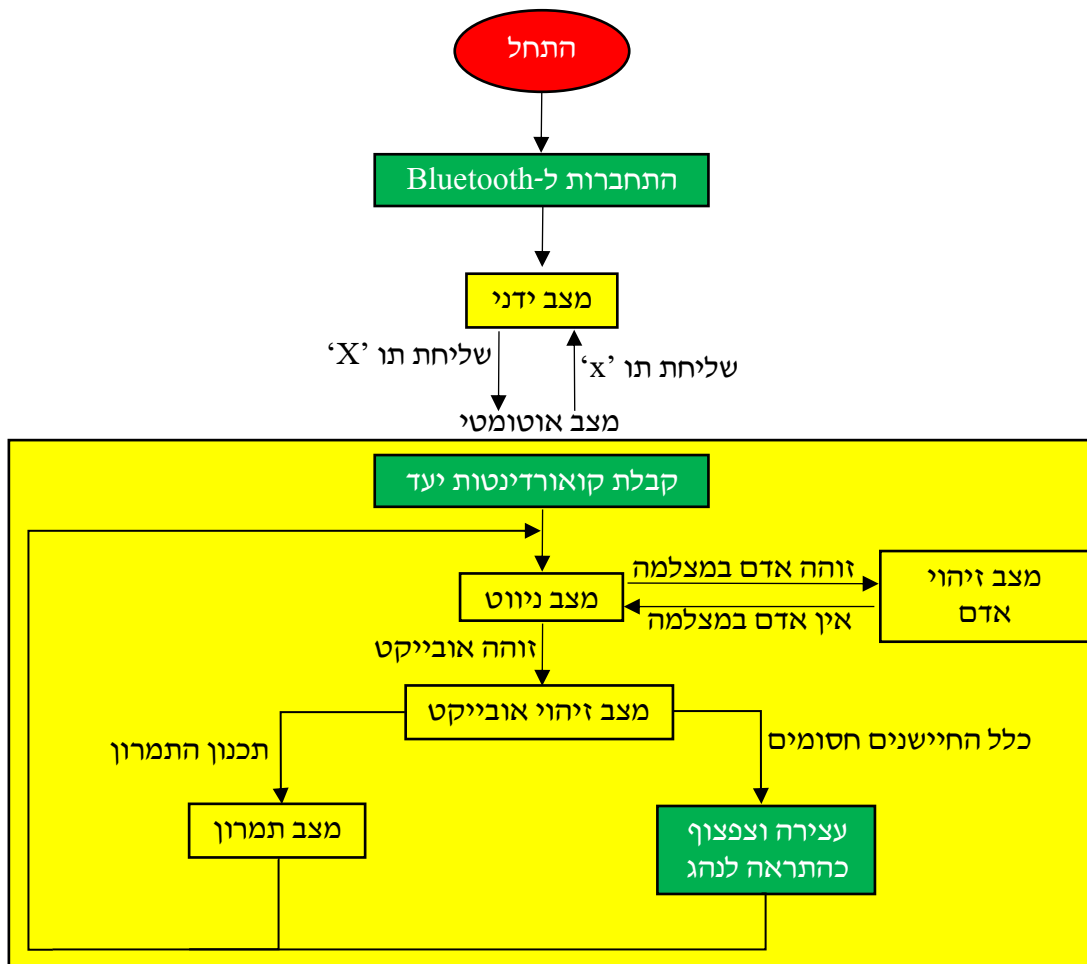 התחל
התחברות ל-Bluetooth
מצב ידני
שליחת תו ’X‘
שליחת תו ’x‘
מצב אוטומטי
קבלת קואורדינטות יעד
זוהה אדם במצלמה
מצב זיהוי
אדם
מצב ניווט
אין אדם במצלמה
זוהה אובייקט
מצב זיהוי אובייקט
כלל החיישנים חסומים
תכנון התמרון
עצירה וצפצוף
כהתראה לנהג
מצב תמרון